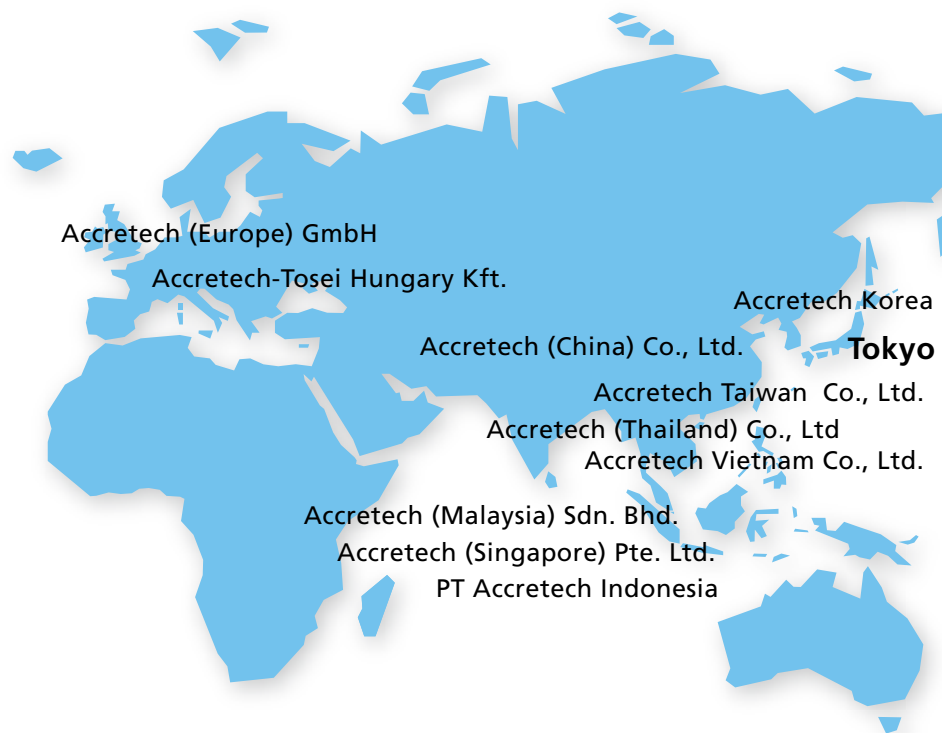 Accretech (Europe) GmbH
Accretech-Tosei Hungary Kft.
Accretech Korea
Accretech (China) Co., Ltd.
Tokyo
Accretech Taiwan  Co., Ltd.
Accretech (Thailand) Co., Ltd
Accretech Vietnam Co., Ltd.
Accretech (Malaysia) Sdn. Bhd.
Accretech (Singapore) Pte. Ltd.
PT Accretech Indonesia